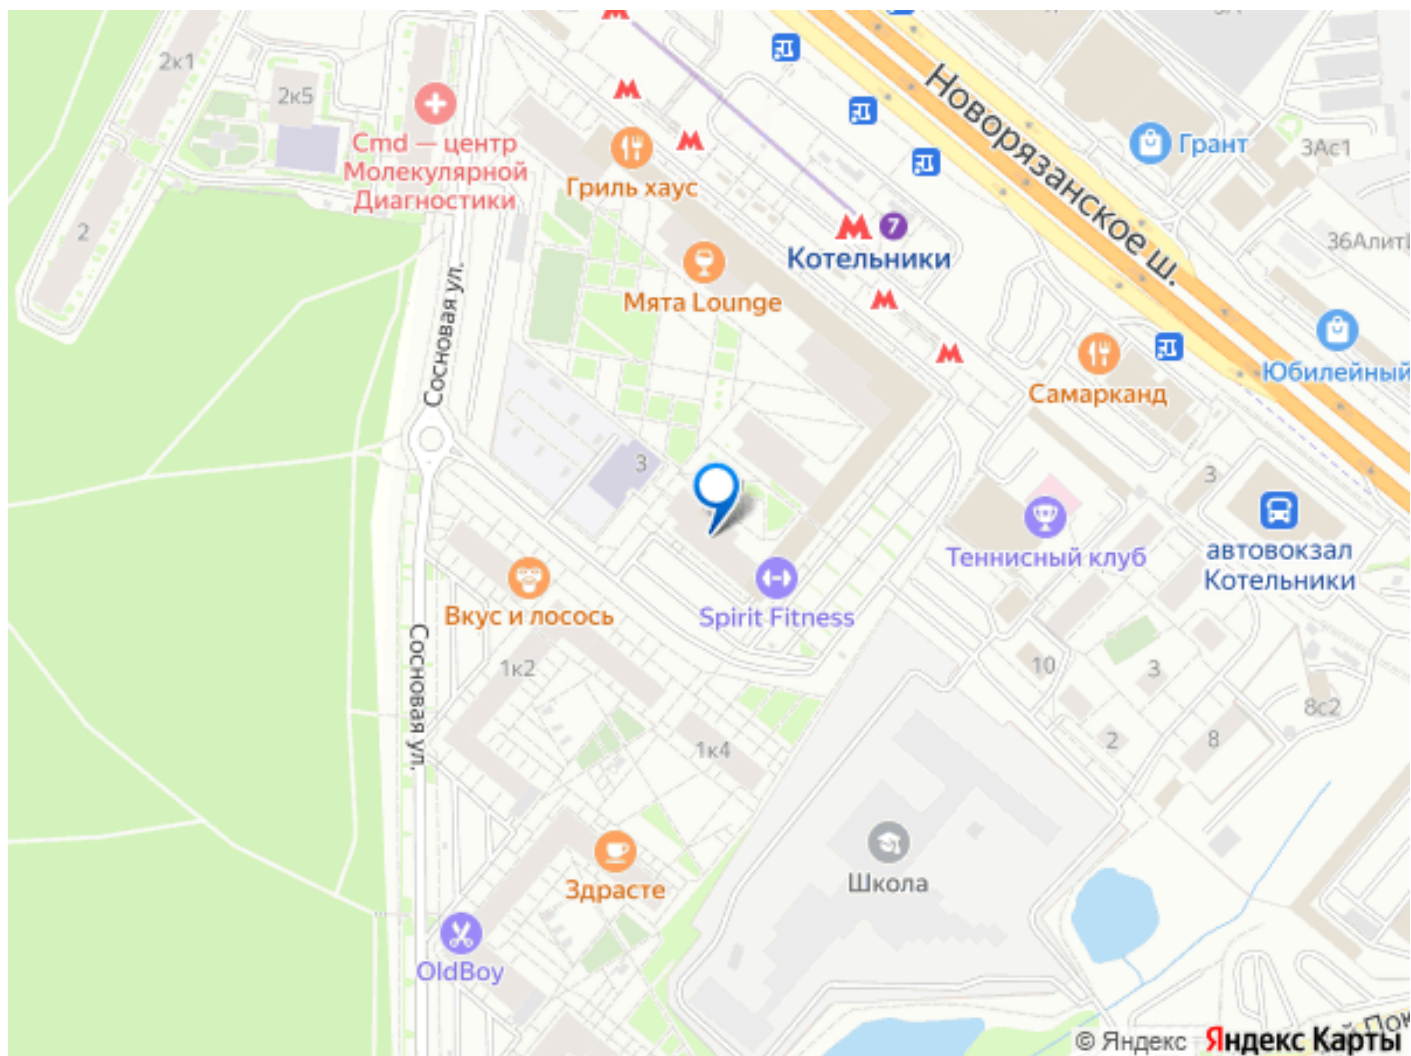 2к1
2к5
Cmd — центр
Молекулярной
Диагностики
2
Гриль хаус
Новорязанское ш.
Грант
3Ас1
7
Котельники
Мята Lounge
Сосновая ул.
Юбилейный
Самарканд
3
3
Теннисный клуб
автовокзал
Котельники
Вкус и лосось
Spirit Fitness
Сосновая ул.
1к2
10
3
8с2
1к4
2
8
Здрасте
Школа
OldBoy
© Яндекс Яндекс Карты